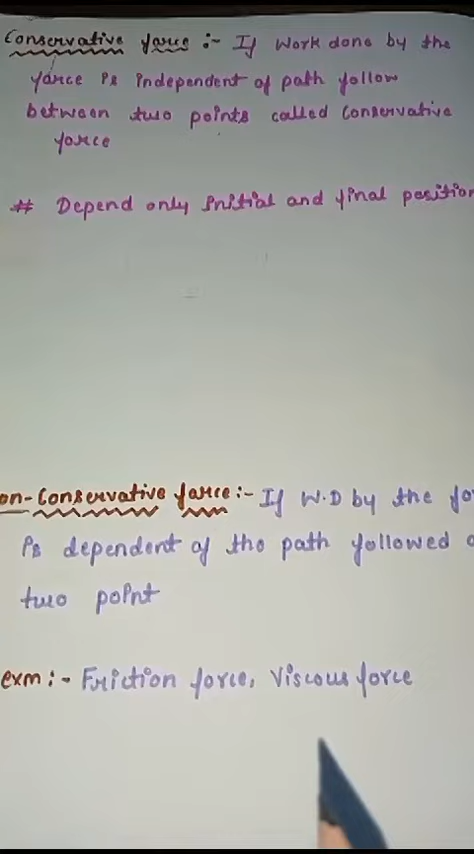 Conservative force :- If Work done by the
force is independent of path follow
between two points called Conservative
force
# Depend only Initial and final position
on-Conservative force :- If W.D by the fo
is dependent of the path followed
two point
exm :- Friction force, Viscous force